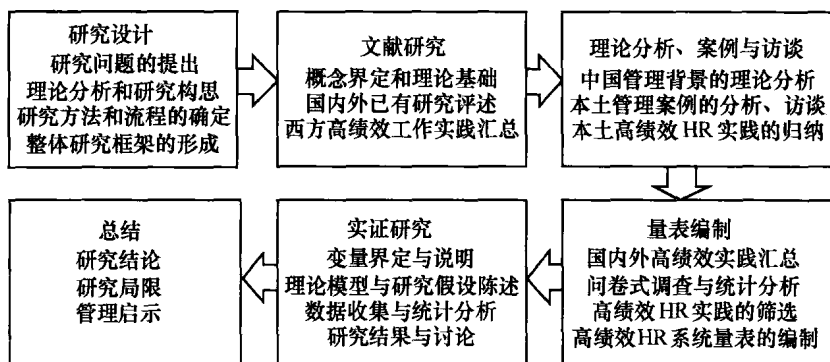 研究设计
研究问题的提出
理论分析和研究构思
研究方法和流程的确定
整体研究框架的形成
文献研究
概念界定和理论基础
国内外已有研究评述
西方高绩效工作实践汇总
理论分析、案例与访谈
中国管理背景的理论分析
本土管理案例的分析、访谈
本土高绩效HR实践的归纳
量表编制
国内外高绩效实践汇总
问卷式调查与统计分析
高绩效HR实践的筛选
高绩效HR系统量表的编制
实证研究
变量界定与说明
理论模型与研究假设陈述
数据收集与统计分析
研究结果与讨论
总结
研究结论
研究局限
管理启示